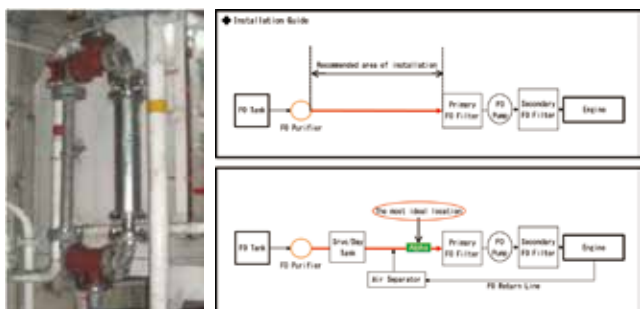 Installation Guide
Recommended area of installation
FO Tank
FO Purifier
Primary
FO Filter
FO
Pump
Secondary
FO Filter
Engine
The most ideal location
FO Tank
FO Purifier
Tank
Alpha
Primary
FO Filter
FO
Pump
Secondary
FO Filter
Engine
Air Separator
FO Return Line